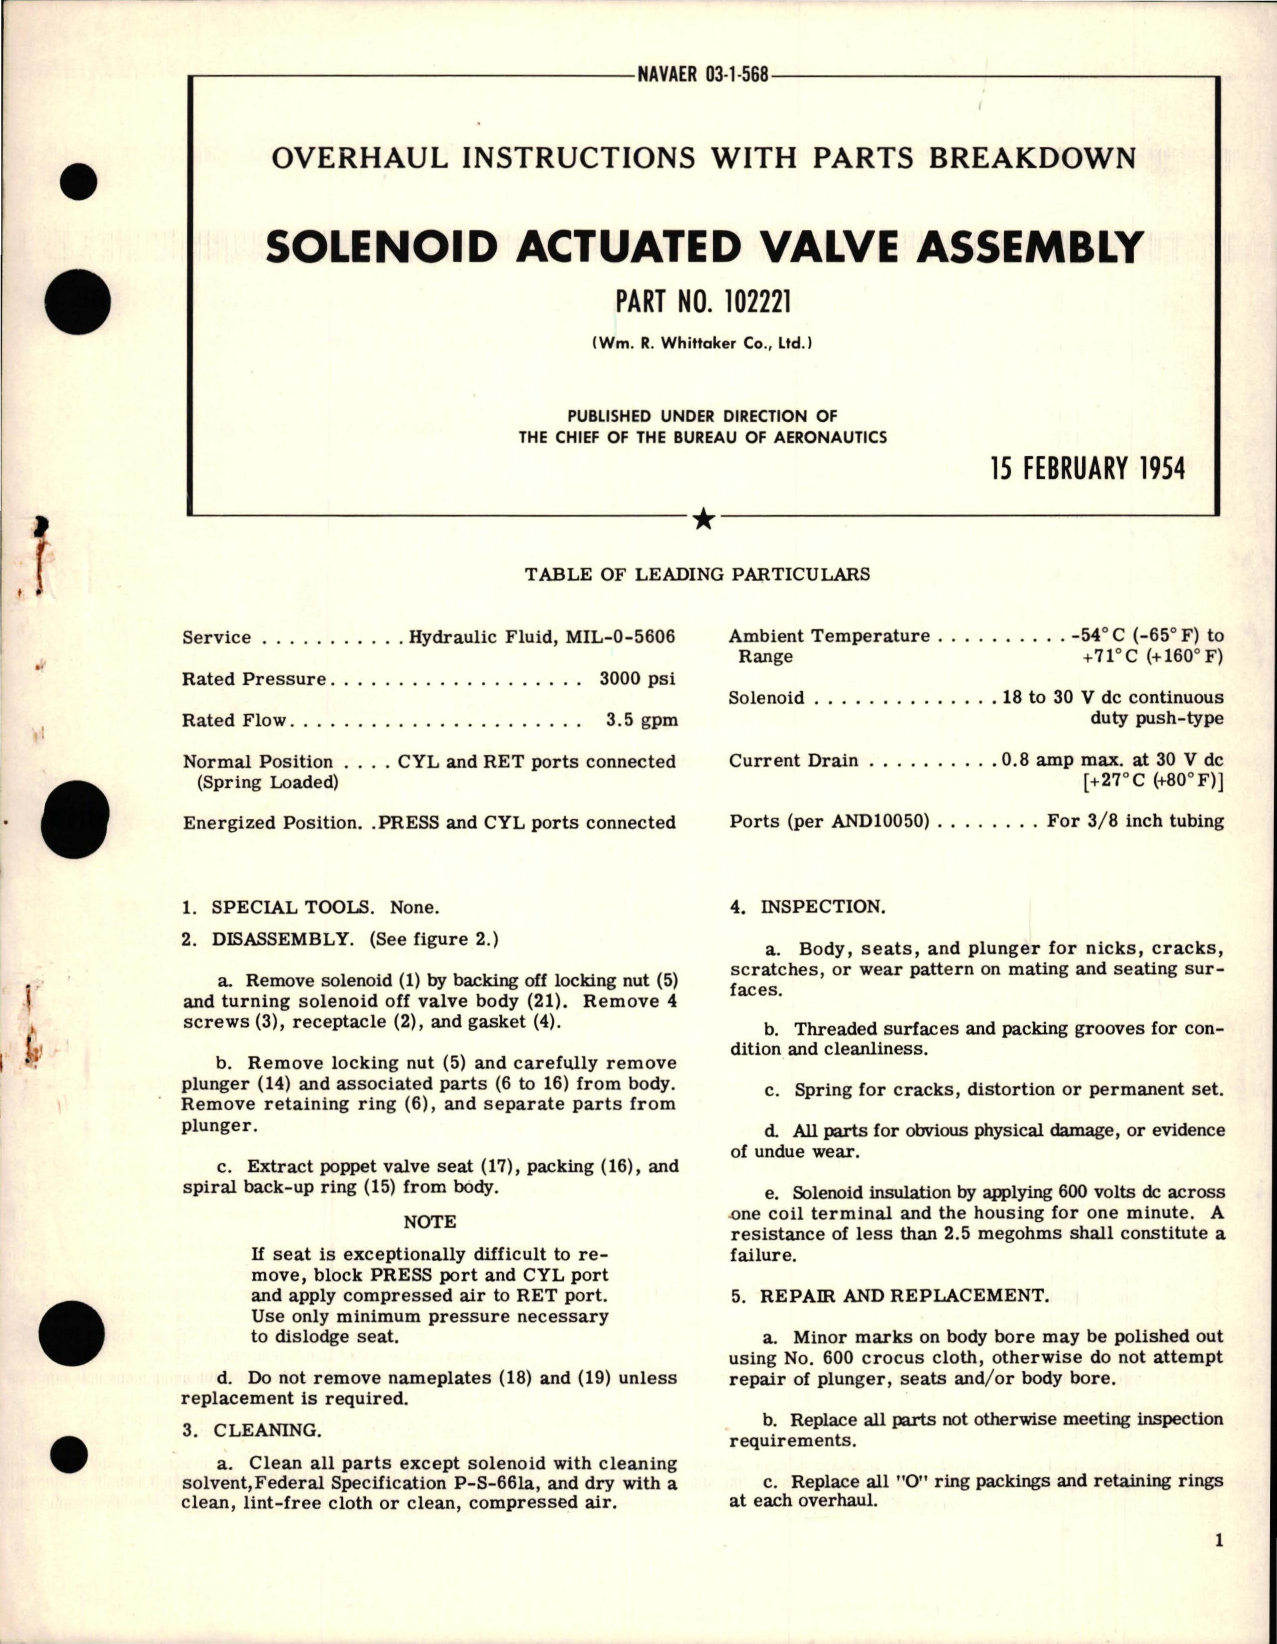 NAVAER 03-1-568
OVERHAUL INSTRUCTIONS WITH PARTS BREAKDOWN
SOLENOID ACTUATED VALVE ASSEMBLY
PART NO. 102221
(Wm. R. Whittaker Co., Ltd.)
PUBLISHED UNDER DIRECTION OF
THE CHIEF OF THE BUREAU OF AERONAUTICS
15 FEBRUARY 1954
TABLE OF LEADING PARTICULARS
Service . . . . . . . . . . . Hydraulic Fluid, MIL-O-5606
Rated Pressure. . . . . . . . . . . . . . . . . . . 3000 psi
Rated Flow. . . . . . . . . . . . . . . . . . . . . . 3.5 gpm
Normal Position . . . . CYL and RET ports connected
(Spring Loaded)
Energized Position. . PRESS and CYL ports connected
Ambient Temperature . . . . . . . . . . -54°C (-65°F) to
Range +71°C (+160°F)
Solenoid . . . . . . . . . . . . . . 18 to 30 V dc continuous
duty push-type
Current Drain . . . . . . . . . . 0.8 amp max. at 30 V dc
[+27°C (+80°F)]
Ports (per AND10050) . . . . . . . . For 3/8 inch tubing
1. SPECIAL TOOLS. None.
2. DISASSEMBLY. (See figure 2.)
a. Remove solenoid (1) by backing off locking nut (5)
and turning solenoid off valve body (21). Remove 4
screws (3), receptacle (2), and gasket (4).
b. Remove locking nut (5) and carefully remove
plunger (14) and associated parts (6 to 16) from body.
Remove retaining ring (6), and separate parts from
plunger.
c. Extract poppet valve seat (17), packing (16), and
spiral back-up ring (15) from body.
NOTE
If seat is exceptionally difficult to re-
move, block PRESS port and CYL port
and apply compressed air to RET port.
Use only minimum pressure necessary
to dislodge seat.
d. Do not remove nameplates (18) and (19) unless
replacement is required.
3. CLEANING.
a. Clean all parts except solenoid with cleaning
solvent, Federal Specification P-S-661a, and dry with a
clean, lint-free cloth or clean, compressed air.
4. INSPECTION.
a. Body, seats, and plunger for nicks, cracks,
scratches, or wear pattern on mating and seating sur-
faces.
b. Threaded surfaces and packing grooves for con-
dition and cleanliness.
c. Spring for cracks, distortion or permanent set.
d. All parts for obvious physical damage, or evidence
of undue wear.
e. Solenoid insulation by applying 600 volts dc across
one coil terminal and the housing for one minute. A
resistance of less than 2.5 megohms shall constitute a
failure.
5. REPAIR AND REPLACEMENT.
a. Minor marks on body bore may be polished out
using No. 600 crocus cloth, otherwise do not attempt
repair of plunger, seats and/or body bore.
b. Replace all parts not otherwise meeting inspection
requirements.
c. Replace all "O" ring packings and retaining rings
at each overhaul.
1